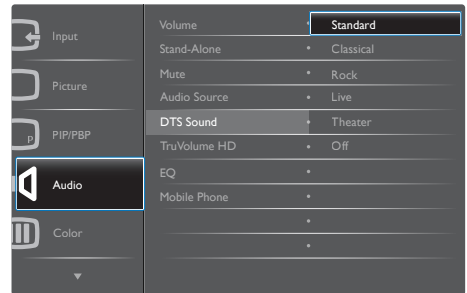 Input
Picture
P
PIP/PBP
Audio
Color
Volume
Stand-Alone
Mute
Audio Source
DTS Sound
TruVolume HD
EQ
Mobile Phone
Standard
Classical
Rock
Live
Theater
Off